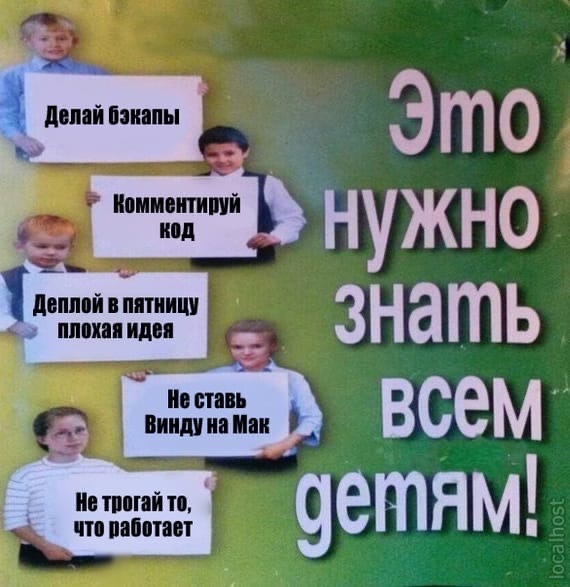 Делай бэкапы
Комментируй
код
Деплой в пятницу
плохая идея
Не ставь
Винду на Мак
Не трогай то,
что работает
Это
нужно
знать
всем
детям!
localhost